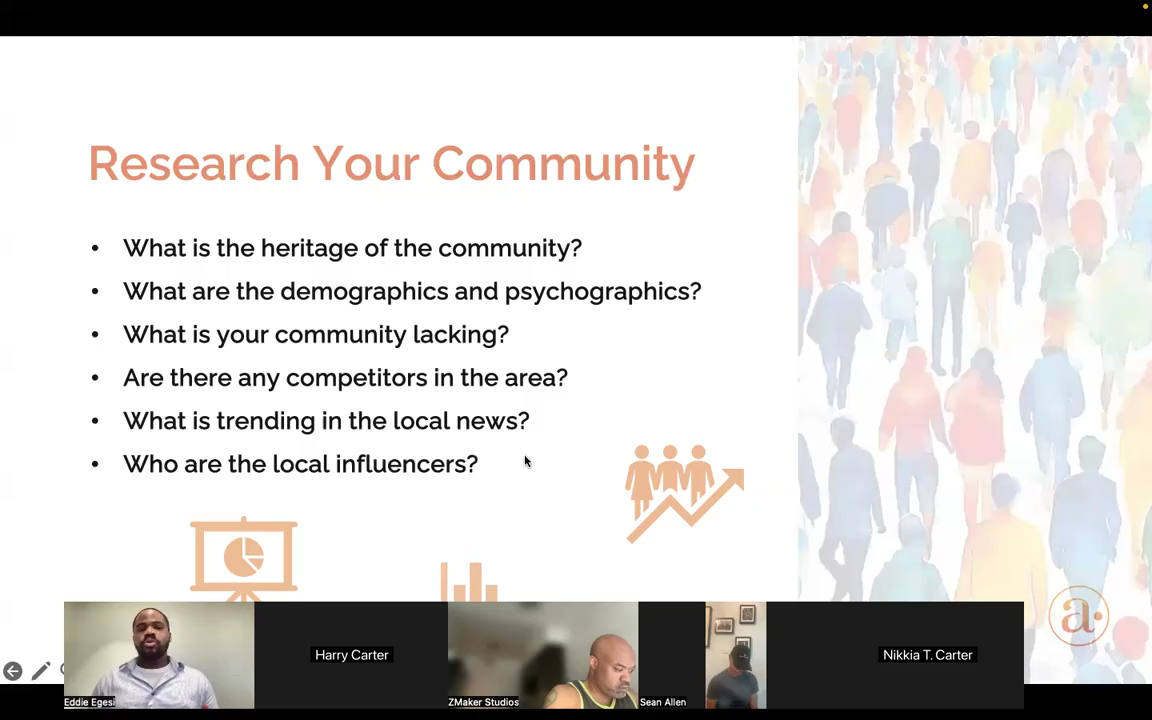 Research Your Community
• What is the heritage of the community?
• What are the demographics and psychographics?
• What is your community lacking?
• Are there any competitors in the area?
• What is trending in the local news?
• Who are the local influencers?
a.
Eddie Egesi
Harry Carter
ZMaker Studios
Sean Allen
Nikkia T. Carter